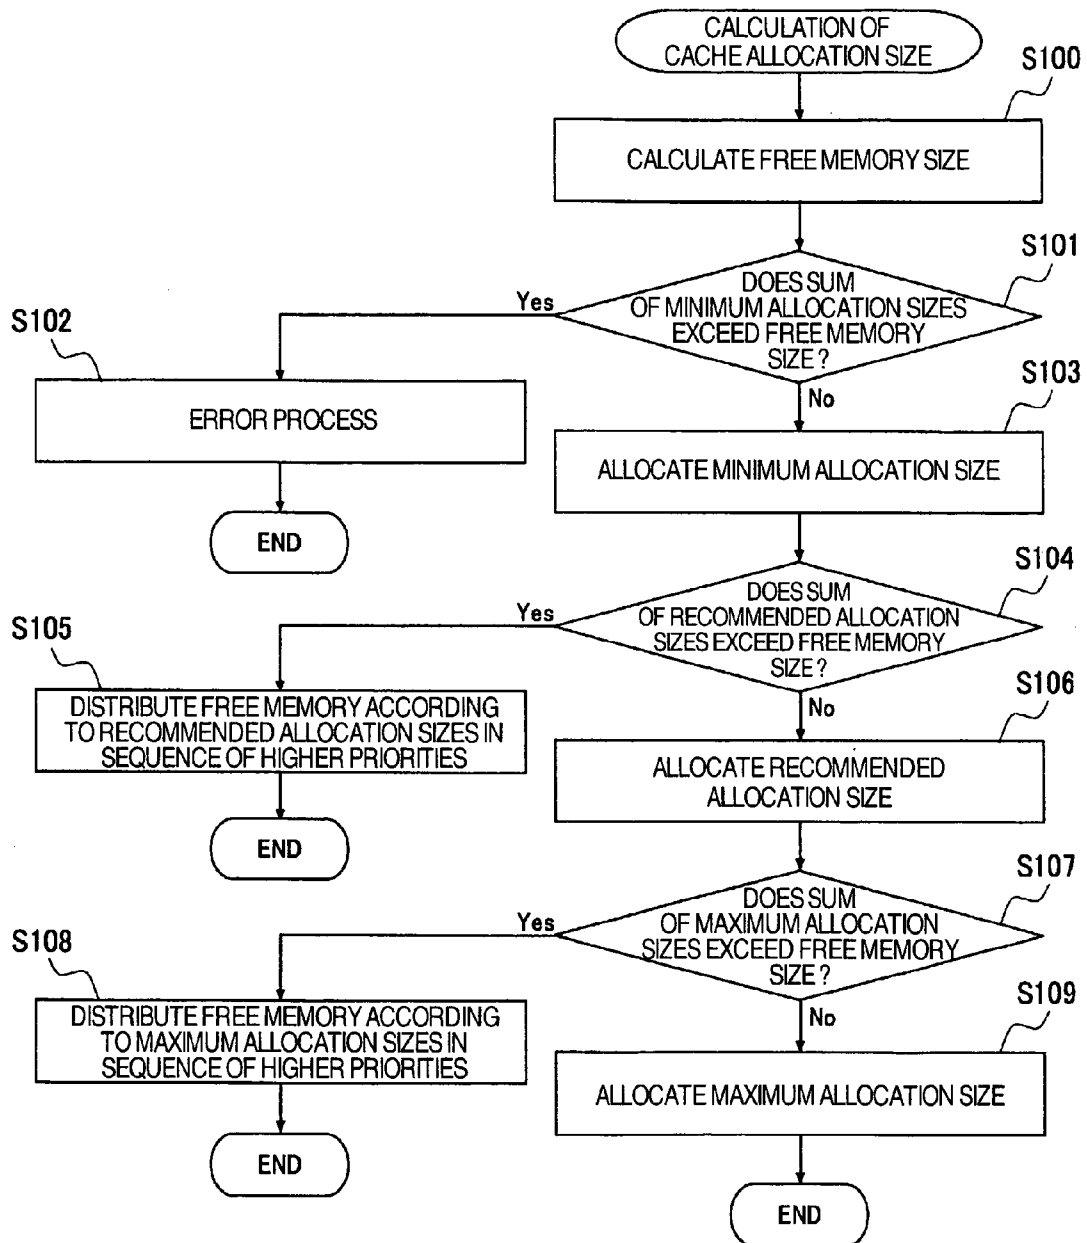 CALCULATION OF
CACHE ALLOCATION SIZE
S100
CALCULATE FREE MEMORY SIZE
S101
DOES SUM
OF MINIMUM ALLOCATION SIZES
EXCEED FREE MEMORY
SIZE?
Yes
No
S102
ERROR PROCESS
END
S103
ALLOCATE MINIMUM ALLOCATION SIZE
S104
DOES SUM
OF RECOMMENDED ALLOCATION
SIZES EXCEED FREE MEMORY
SIZE?
Yes
No
S105
DISTRIBUTE FREE MEMORY ACCORDING
TO RECOMMENDED ALLOCATION SIZES IN
SEQUENCE OF HIGHER PRIORITIES
END
S106
ALLOCATE RECOMMENDED
ALLOCATION SIZE
S107
DOES SUM
OF MAXIMUM ALLOCATION
SIZES EXCEED FREE MEMORY
SIZE?
Yes
No
S108
DISTRIBUTE FREE MEMORY ACCORDING
TO MAXIMUM ALLOCATION SIZES IN
SEQUENCE OF HIGHER PRIORITIES
END
S109
ALLOCATE MAXIMUM ALLOCATION SIZE
END